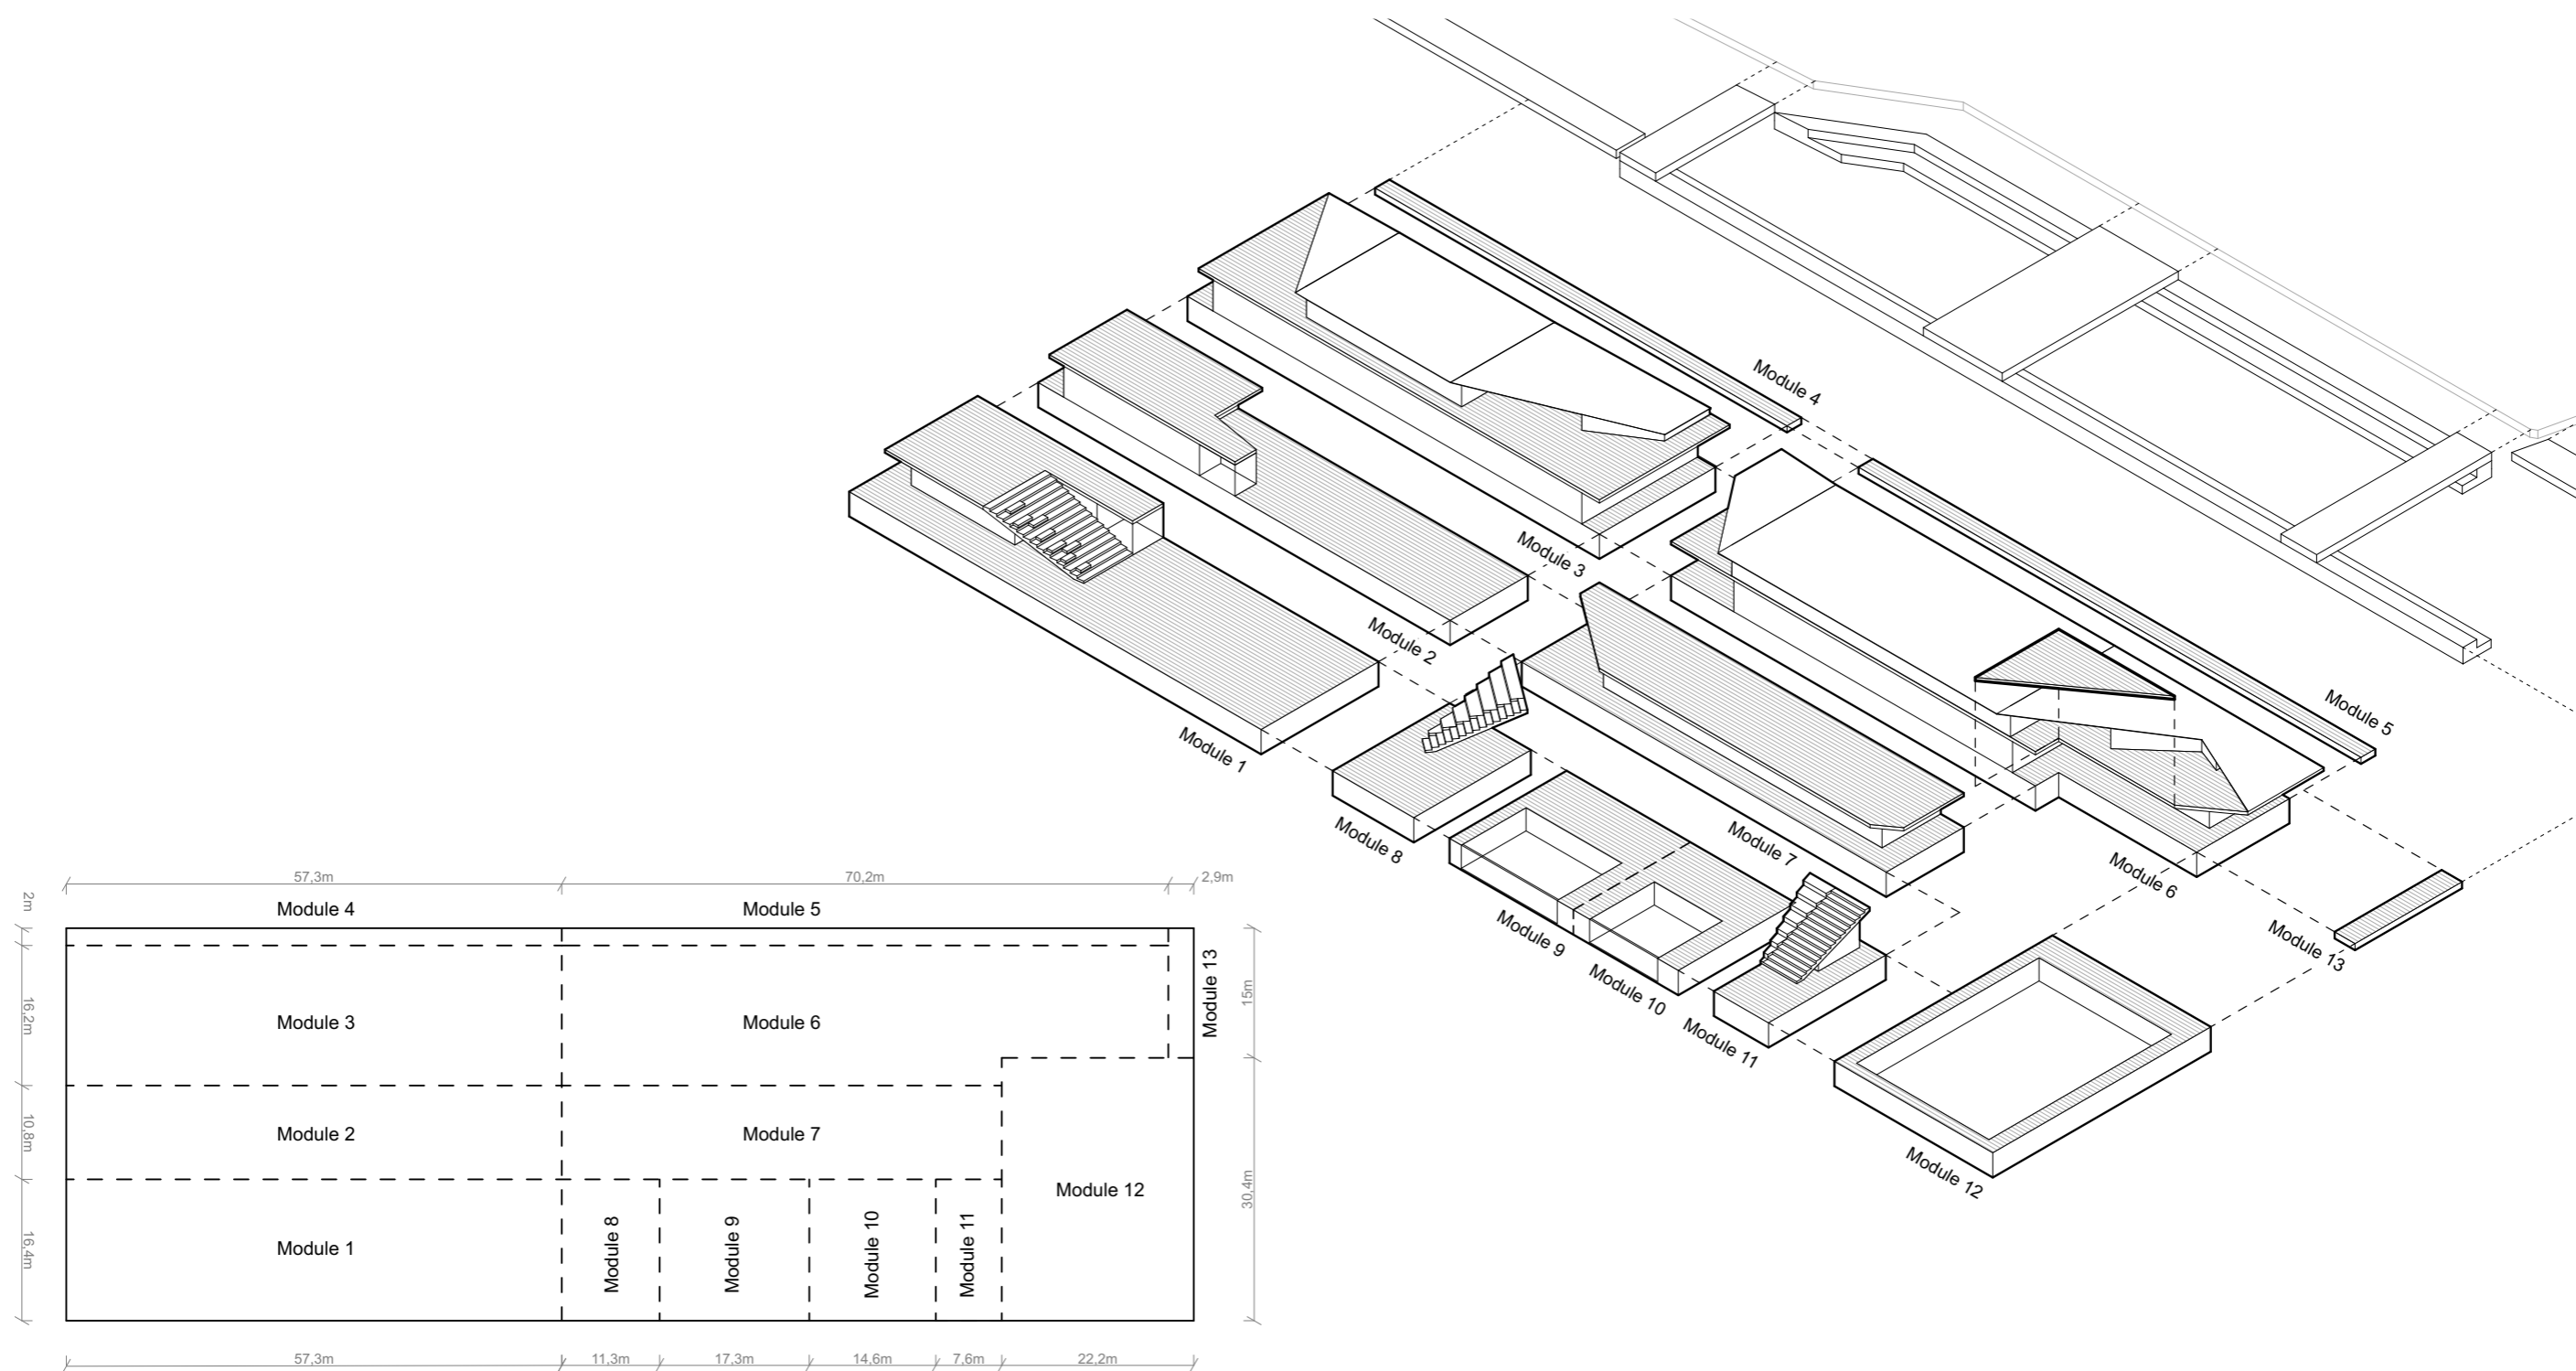 Module 4
Module 3
Module 5
Module 2
Module 1
Module 7
Module 8
Module 6
Module 9
Module 13
Module 10
Module 11
Module 12
57,3m
70,2m
2,9m
2m
Module 4
Module 5
16,2m
Module 3
Module 6
Module 13
15m
10,8m
Module 2
Module 7
Module 12
30,4m
16,4m
Module 1
Module 8
Module 9
Module 10
Module 11
57,3m
11,3m
17,3m
14,6m
7,6m
22,2m